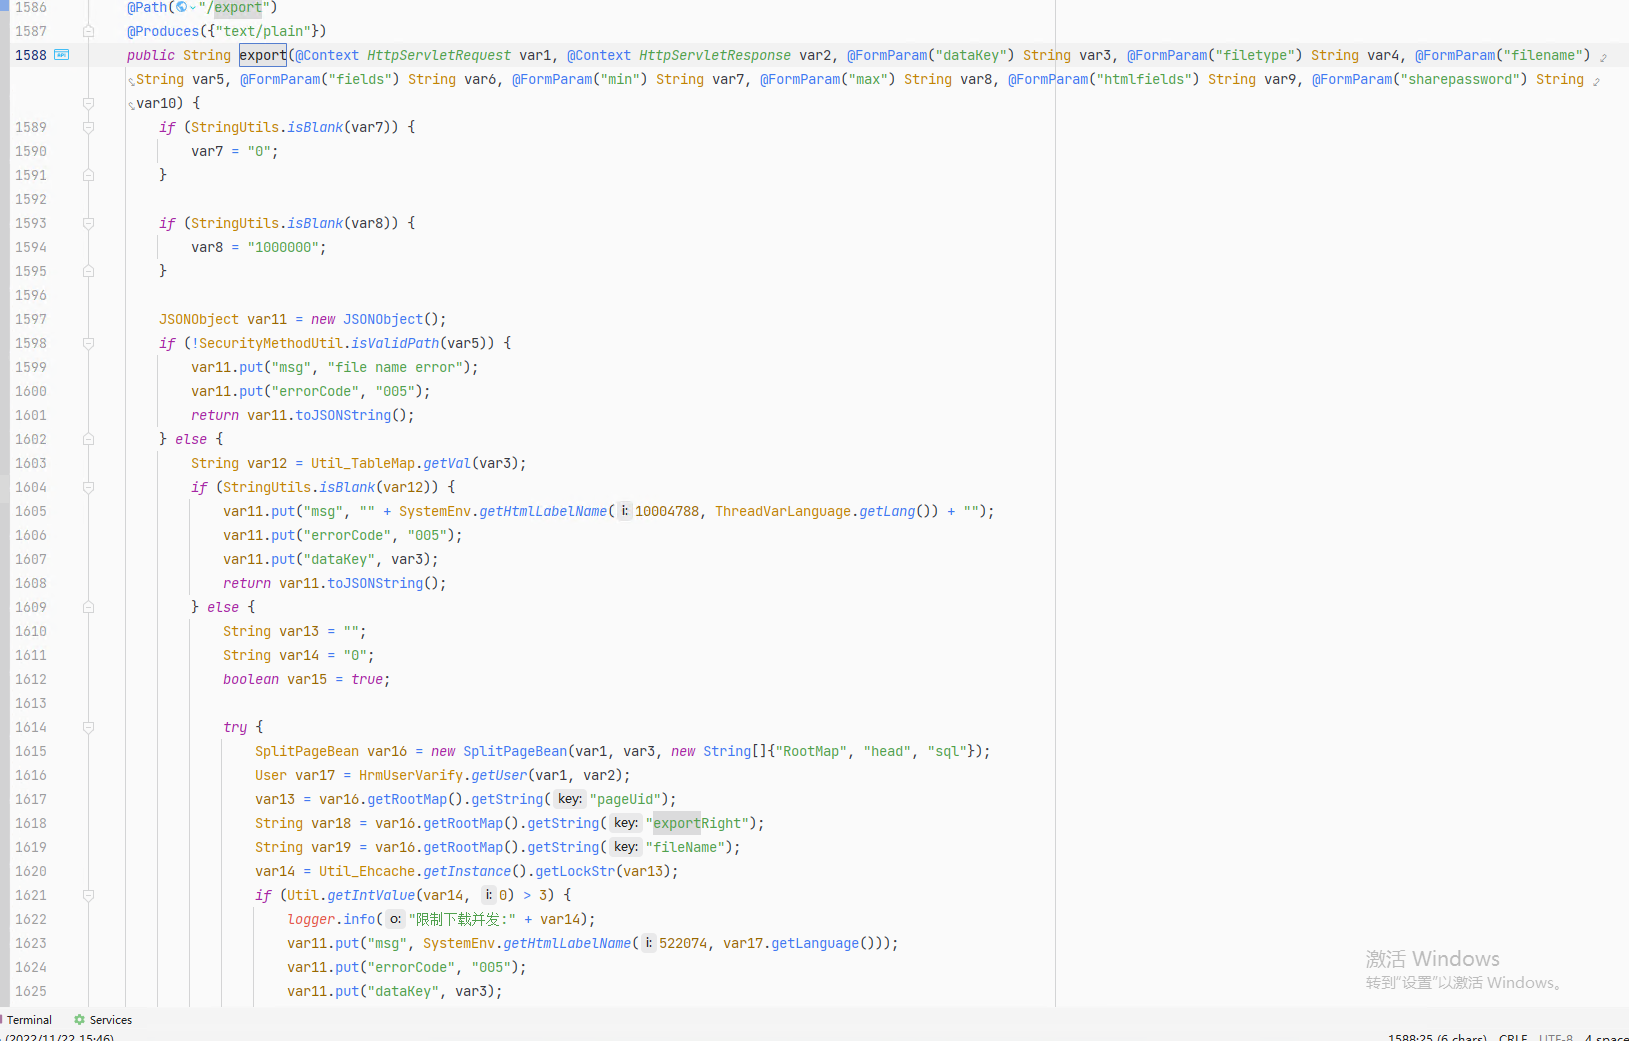 1586 @Path("/export")
1587 @Produces({"text/plain"})
1588 public String export(@Context HttpServletRequest var1, @Context HttpServletResponse var2, @FormParam("dataKey") String var3, @FormParam("filetype") String var4, @FormParam("filename")
String var5, @FormParam("fields") String var6, @FormParam("min") String var7, @FormParam("max") String var8, @FormParam("htmlfields") String var9, @FormParam("sharepassword") String
var10) {
1589 if (StringUtils.isBlank(var7)) {
1590 var7 = "0";
1591 }
1592
1593 if (StringUtils.isBlank(var8)) {
1594 var8 = "1000000";
1595 }
1596
1597 JSONObject var11 = new JSONObject();
1598 if (!SecurityMethodUtil.isValidPath(var5)) {
1599 var11.put("msg", "file name error");
1600 var11.put("errorCode", "005");
1601 return var11.toJSONString();
1602 } else {
1603 String var12 = Util_TableMap.getVal(var3);
1604 if (StringUtils.isBlank(var12)) {
1605 var11.put("msg", "" + SystemEnv.getHtmlLabelName( i: 10004788, ThreadVarLanguage.getLang()) + "");
1606 var11.put("errorCode", "005");
1607 var11.put("dataKey", var3);
1608 return var11.toJSONString();
1609 } else {
1610 String var13 = "";
1611 String var14 = "0";
1612 boolean var15 = true;
1613
1614 try {
1615 SplitPageBean var16 = new SplitPageBean(var1, var3, new String[]{"RootMap", "head", "sql"});
1616 User var17 = HrmUserVarify.getUser(var1, var2);
1617 var13 = var16.getRootMap().getString( key: "pageUid");
1618 String var18 = var16.getRootMap().getString( key: "exportRight");
1619 String var19 = var16.getRootMap().getString( key: "fileName");
1620 var14 = Util_Ehcache.getInstance().getLockStr(var13);
1621 if (Util.getIntValue(var14, i: 0) > 3) {
1622 logger.info( o: "限制下载并发:" + var14);
1623 var11.put("msg", SystemEnv.getHtmlLabelName( i: 522074, var17.getLanguage()));
1624 var11.put("errorCode", "005");
1625 var11.put("dataKey", var3);
激活 Windows
转到"设置"以激活 Windows。
Terminal Services
(2022/11/22 15:46) 1588:25 (6 chars) CRLF UTF-8 4 space